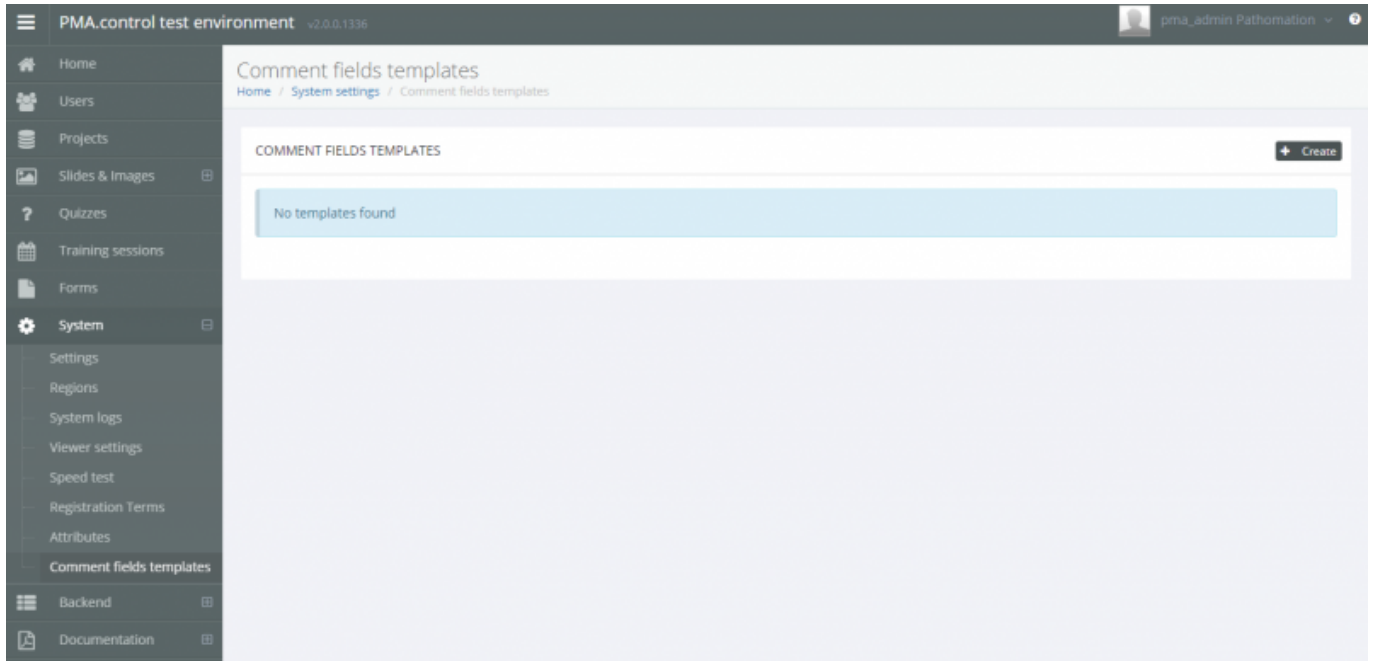 PMA.control test environment v2.0.0.1336
pma_admin Pathomation
Home
Users
Projects
Slides & Images
Quizzes
Training sessions
Forms
System
Settings
Regions
System logs
Viewer settings
Speed test
Registration Terms
Attributes
Comment fields templates
Backend
Documentation
Comment fields templates
Home / System settings / Comment fields templates
COMMENT FIELDS TEMPLATES
+ Create
No templates found